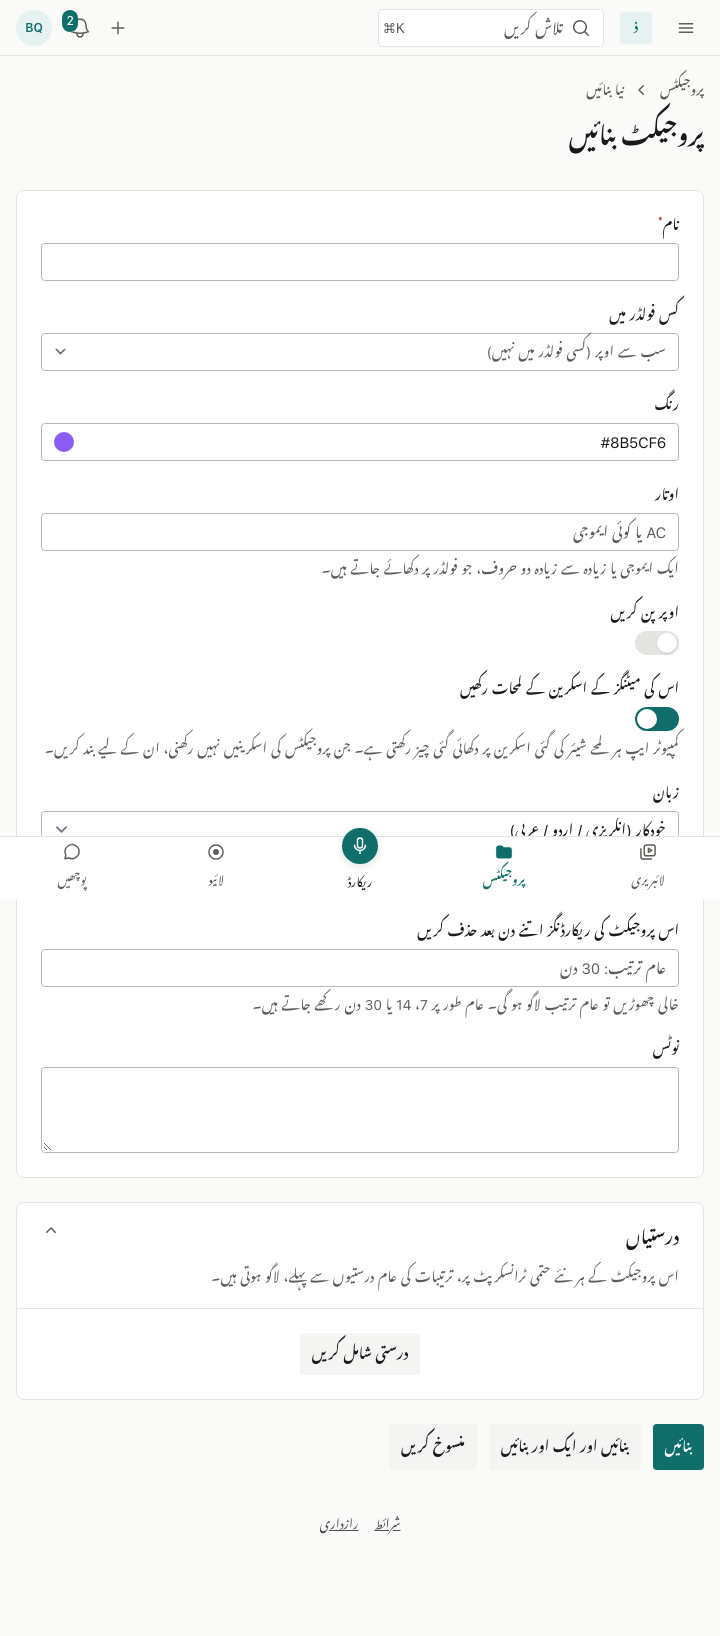 ذ
تلاش کریں
⌘K
2
BQ
پروجیکٹس
نیا بنائیں
پروجیکٹ بنائیں
نام*
کس فولڈر میں
سب سے اوپر (کسی فولڈر میں نہیں)
رنگ
#8B5CF6
اوتار
AC یا کوئی ایموجی
ایک ایموجی یا زیادہ سے زیادہ دو حروف، جو فولڈر پر دکھائے جاتے ہیں۔
اوپر پن کریں
اس کی میٹنگز کے اسکرین کے لمحات رکھیں
کمپیوٹر ایپ ہر لمحے شیئر کی گئی اسکرین پر دکھائی گئی چیز رکھتی ہے۔ جن پروجیکٹس کی اسکرینیں نہیں رکھنی، ان کے لیے بند کریں۔
زبان
خودکار (انگریزی / اردو / عربی)
لائبریری
پروجیکٹس
ریکارڈ
لائیو
پوچھیں
اس پروجیکٹ کی ریکارڈنگز اتنے دن بعد حذف کریں
عام ترتیب: 30 دن
خالی چھوڑیں تو عام ترتیب لاگو ہو گی۔ عام طور پر 7، 14 یا 30 دن رکھے جاتے ہیں۔
نوٹس
درستیاں
اس پروجیکٹ کے ہر نئے حتمی ٹرانسکرپٹ پر، ترتیبات کی عام درستیوں سے پہلے، لاگو ہوتی ہیں۔
درستی شامل کریں
بنائیں
بنائیں اور ایک اور بنائیں
منسوخ کریں
شرائط
رازداری